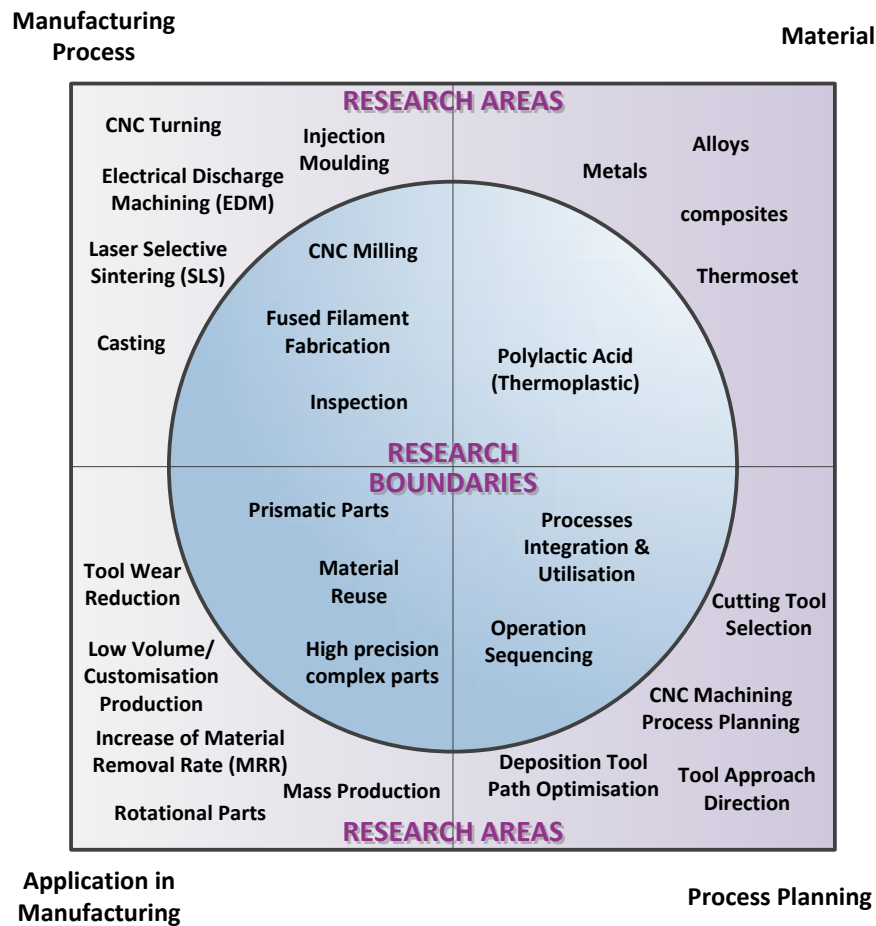 Manufacturing
Process
Material
RESEARCH AREAS
CNC Turning
Injection
Moulding
Electrical Discharge
Machining (EDM)
Laser Selective
Sintering (SLS)
Casting
CNC Milling
Fused Filament
Fabrication
Inspection
Alloys
Metals
composites
Thermoset
Polylactic Acid
(Thermoplastic)
RESEARCH
BOUNDARIES
Prismatic Parts
Material
Reuse
High precision
complex parts
Tool Wear
Reduction
Low Volume/
Customisation
Production
Increase of Material
Removal Rate (MRR)
Mass Production
Rotational Parts
Processes
Integration &
Utilisation
Operation
Sequencing
Cutting Tool
Selection
CNC Machining
Process Planning
Deposition Tool
Path Optimisation
Tool Approach
Direction
RESEARCH AREAS
Application in
Manufacturing
Process Planning